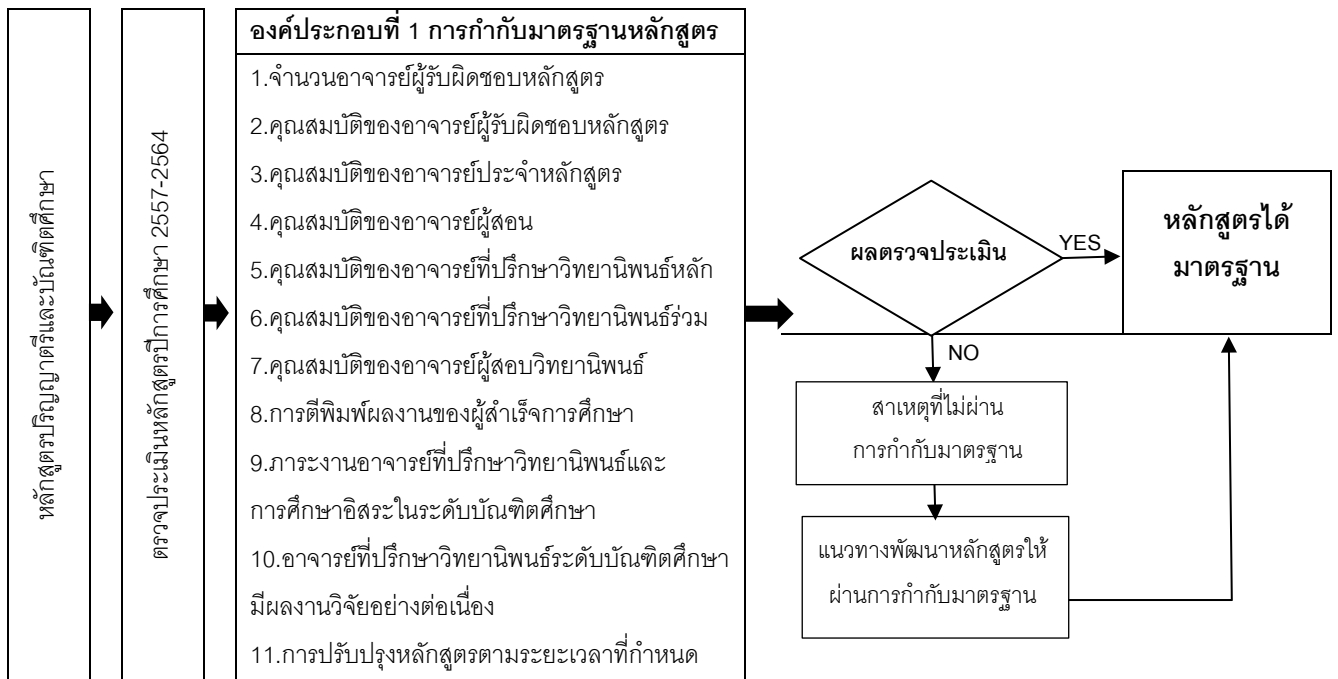 หลักสูตรปริญญาตรีและบัณฑิตศึกษา
ตรวจประเมินหลักสูตรปีการศึกษา 2557-2564
องค์ประกอบที่ 1 การกำกับมาตรฐานหลักสูตร
1.จำนวนอาจารย์ผู้รับผิดชอบหลักสูตร
2.คุณสมบัติของอาจารย์ผู้รับผิดชอบหลักสูตร
3.คุณสมบัติของอาจารย์ประจำหลักสูตร
4.คุณสมบัติของอาจารย์ผู้สอน
5.คุณสมบัติของอาจารย์ที่ปรึกษาวิทยานิพนธ์หลัก
6.คุณสมบัติของอาจารย์ที่ปรึกษาวิทยานิพนธ์ร่วม
7.คุณสมบัติของอาจารย์ผู้สอบวิทยานิพนธ์
8.การตีพิมพ์ผลงานของผู้สำเร็จการศึกษา
9.ภาระงานอาจารย์ที่ปรึกษาวิทยานิพนธ์และ
การศึกษาอิสระในระดับบัณฑิตศึกษา
10.อาจารย์ที่ปรึกษาวิทยานิพนธ์ระดับบัณฑิตศึกษา
มีผลงานวิจัยอย่างต่อเนื่อง
11.การปรับปรุงหลักสูตรตามระยะเวลาที่กำหนด
ผลตรวจประเมิน
YES
หลักสูตรได้
มาตรฐาน
NO
สาเหตุที่ไม่ผ่าน
การกำกับมาตรฐาน
แนวทางพัฒนาหลักสูตรให้
ผ่านการกำกับมาตรฐาน